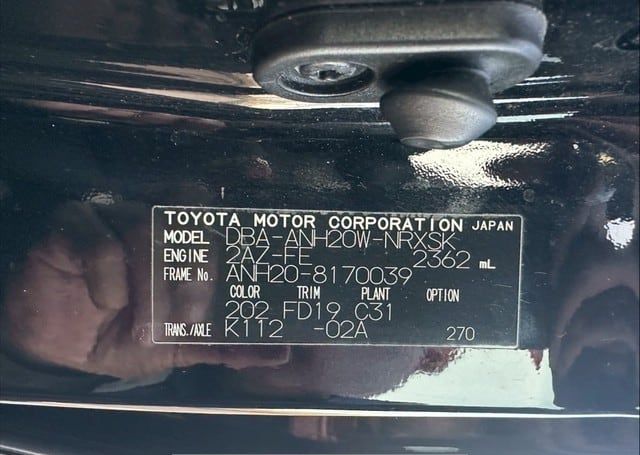 TOYOTA MOTOR CORPORATION JAPAN
MODEL DBA-ANH20W-NRXSK
ENGINE 2AZ-FE 2362 mL
FRAME No. ANH20-8170039
COLOR TRIM PLANT OPTION
202 FD19 C31
TRANS./AXLE K112 -02A 270